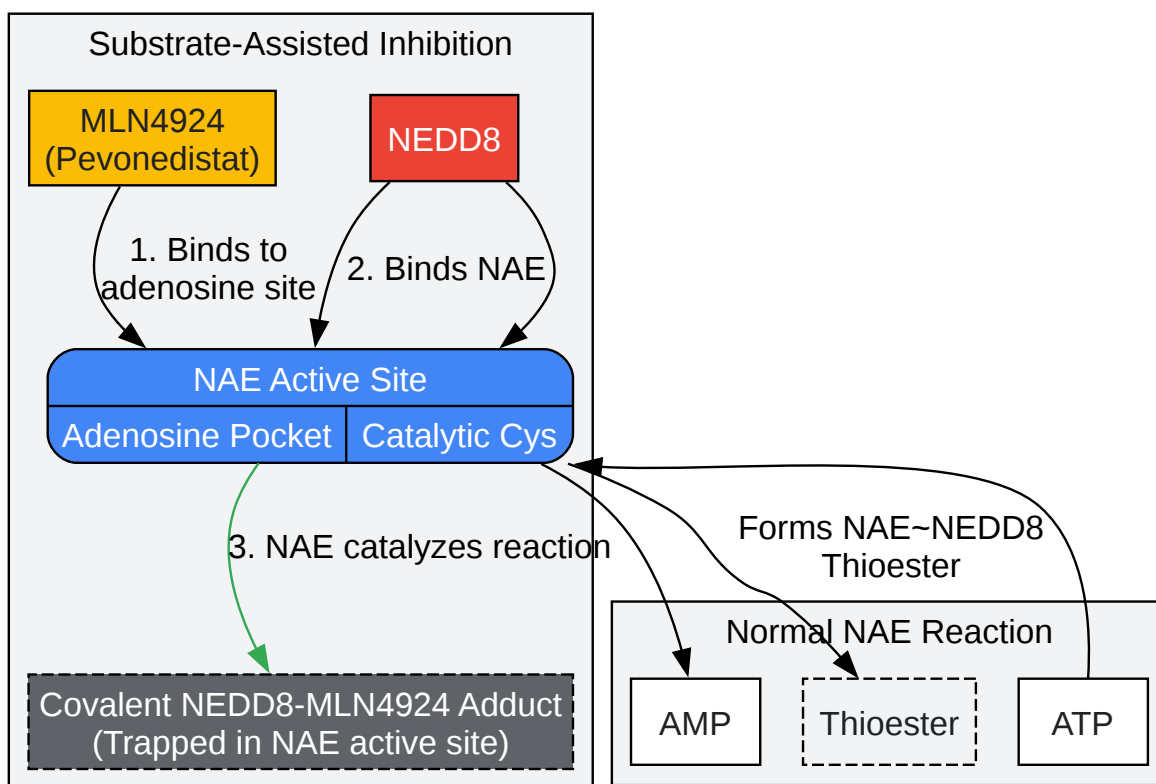 Substrate-Assisted Inhibition
MLN4924
(Pevonedistat)
NEDD8
1. Binds to
adenosine site
2. Binds NAE
NAE Active Site
Adenosine Pocket
Catalytic Cys
3. NAE catalyzes reaction
Forms NAE~NEDD8
Thioester
Normal NAE Reaction
Covalent NEDD8-MLN4924 Adduct
(Trapped in NAE active site)
AMP
Thioester
ATP